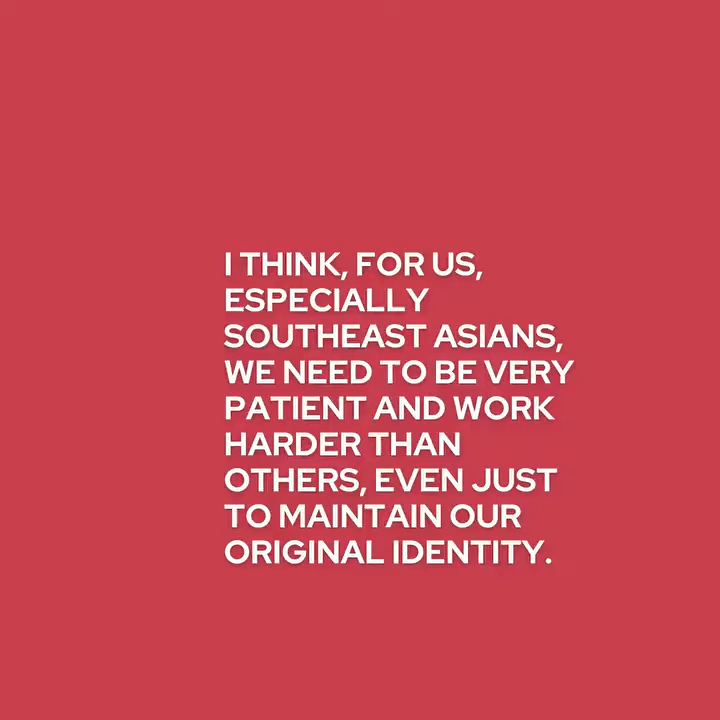 I THINK, FOR US,
ESPECIALLY
SOUTHEAST ASIANS,
WE NEED TO BE VERY
PATIENT AND WORK
HARDER THAN
OTHERS, EVEN JUST
TO MAINTAIN OUR
ORIGINAL IDENTITY.